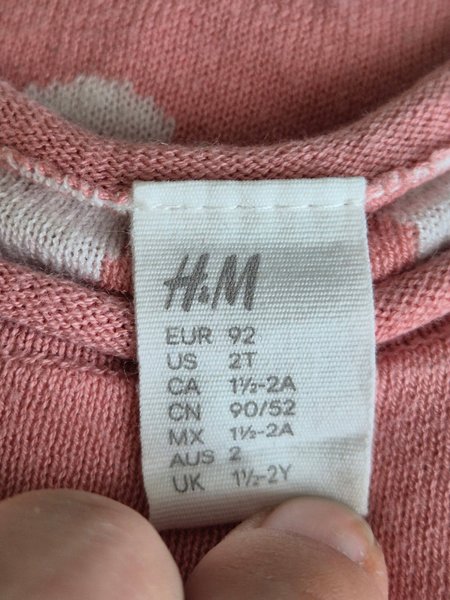 H&M
EUR 92
US 2T
CA 1½-2A
CN 90/52
MX 1½-2A
AUS 2
UK 1½-2Y